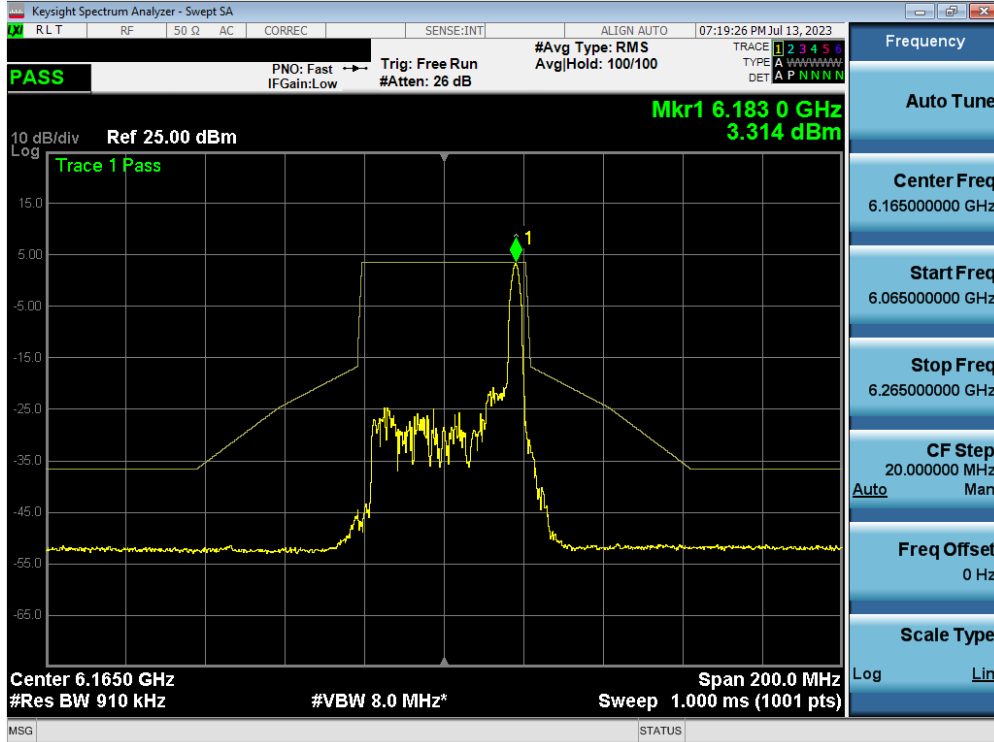 Keysight Spectrum Analyzer - Swept SA
LXI RLT RF 50 Ω AC CORREC SENSE:INT ALIGN AUTO 07:19:26 PM Jul 13, 2023
PASS
PNO: Fast
IFGain:Low
Trig: Free Run
#Atten: 26 dB
#Avg Type: RMS
Avg|Hold: 100/100
TRACE 1 2 3 4 5 6
TYPE A WWWWW
DET A P N N N N
Mkr1 6.183 0 GHz
3.314 dBm
10 dB/div Ref 25.00 dBm
Log
Trace 1 Pass
1
15.0
5.00
-5.00
-15.0
-25.0
-35.0
-45.0
-55.0
-65.0
Center 6.1650 GHz Span 200.0 MHz
#Res BW 910 kHz #VBW 8.0 MHz* Sweep 1.000 ms (1001 pts)
MSG STATUS
Frequency
Auto Tune
Center Freq
6.165000000 GHz
Start Freq
6.065000000 GHz
Stop Freq
6.265000000 GHz
CF Step
20.000000 MHz
Auto Man
Freq Offset
0 Hz
Scale Type
Log Lin